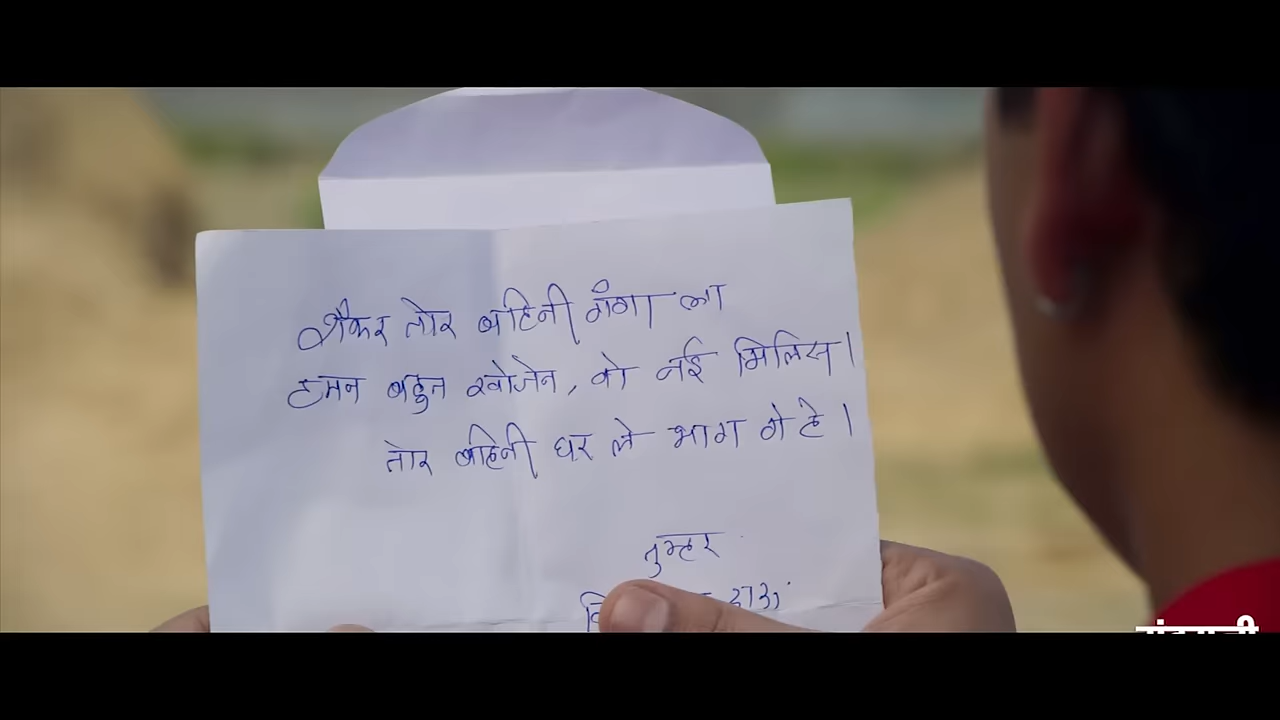 शंकर तोर बहिनी गंगा ला
हमन बहुत खोजेन, वो नई मिलिस।
तोर बहिनी घर ले भाग गे हे।
तुम्हर